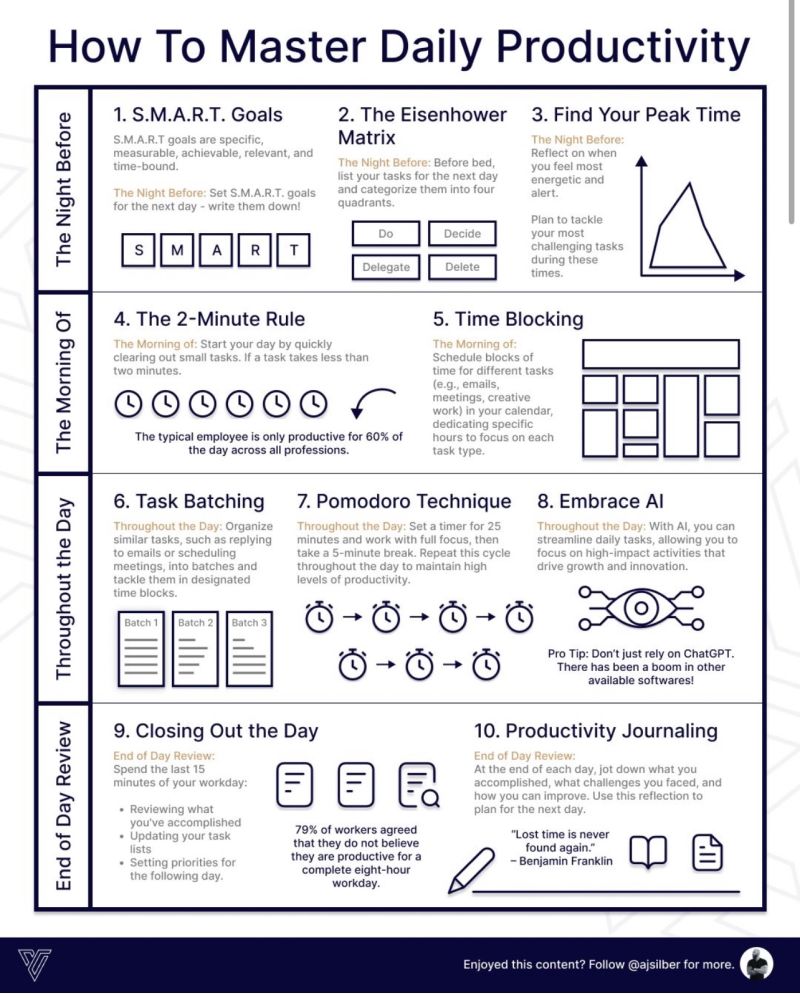 How To Master Daily Productivity
The Night Before
1. S.M.A.R.T. Goals
S.M.A.R.T goals are specific,
measurable, achievable, relevant, and
time-bound.
The Night Before: Set S.M.A.R.T. goals
for the next day - write them down!
S M A R T
2. The Eisenhower
Matrix
The Night Before: Before bed,
list your tasks for the next day
and categorize them into four
quadrants.
Do Decide
Delegate Delete
3. Find Your Peak Time
The Night Before:
Reflect on when
you feel most
energetic and
alert.
Plan to tackle
your most
challenging tasks
during these
times.
The Morning Of
4. The 2-Minute Rule
The Morning of: Start your day by quickly
clearing out small tasks. If a task takes less than
two minutes.
The typical employee is only productive for 60% of
the day across all professions.
5. Time Blocking
The Morning of:
Schedule blocks of
time for different tasks
(e.g., emails,
meetings, creative
work) in your calendar,
dedicating specific
hours to focus on each
task type.
Throughout the Day
6. Task Batching
Throughout the Day: Organize
similar tasks, such as replying
to emails or scheduling
meetings, into batches and
tackle them in designated
time blocks.
Batch 1 Batch 2 Batch 3
7. Pomodoro Technique
Throughout the Day: Set a timer for 25
minutes and work with full focus, then
take a 5-minute break. Repeat this cycle
throughout the day to maintain high
levels of productivity.
8. Embrace AI
Throughout the Day: With AI, you can
streamline daily tasks, allowing you to
focus on high-impact activities that
drive growth and innovation.
Pro Tip: Don't just rely on ChatGPT.
There has been a boom in other
available softwares!
End of Day Review
9. Closing Out the Day
End of Day Review:
Spend the last 15
minutes of your workday:
• Reviewing what
you've accomplished
• Updating your task
lists
• Setting priorities for
the following day.
79% of workers agreed
that they do not believe
they are productive for a
complete eight-hour
workday.
10. Productivity Journaling
End of Day Review:
At the end of each day, jot down what you
accomplished, what challenges you faced, and
how you can improve. Use this reflection to
plan for the next day.
"Lost time is never
found again."
– Benjamin Franklin
Enjoyed this content? Follow @ajsilber for more.